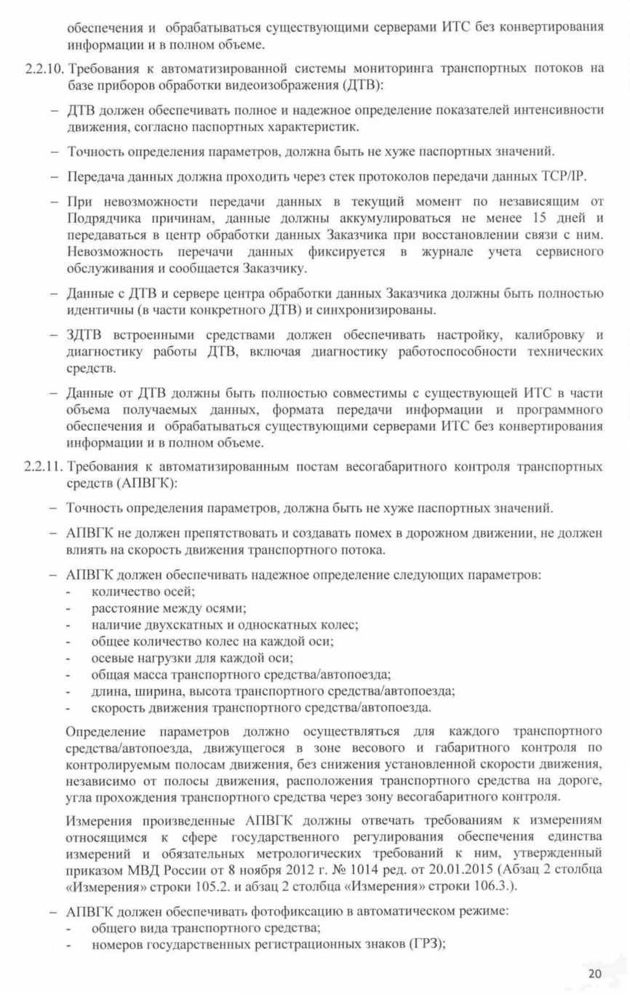 обеспечения и обрабатываться существующими серверами ИТС без конвертирования
информации и в полном объеме.
2.2.10. Требования к автоматизированной системы мониторинга транспортных потоков на
базе приборов обработки видеоизображения (ДТВ):
– ДТВ должен обеспечивать полное и надежное определение показателей интенсивности
движения, согласно паспортных характеристик.
– Точность определения параметров, должна быть не хуже паспортных значений.
– Передача данных должна проходить через стек протоколов передачи данных TCP/IP.
– При невозможности передачи данных в текущий момент по независящим от
Подрядчика причинам, данные должны аккумулироваться не менее 15 дней и
передаваться в центр обработки данных Заказчика при восстановлении связи с ним.
Невозможность перечачи данных фиксируется в журнале учета сервисного
обслуживания и сообщается Заказчику.
– Данные с ДТВ и сервере центра обработки данных Заказчика должны быть полностью
идентичны (в части конкретного ДТВ) и синхронизированы.
– ЗДТВ встроенными средствами должен обеспечивать настройку, калибровку и
диагностику работы ДТВ, включая диагностику работоспособности технических
средств.
– Данные от ДТВ должны быть полностью совместимы с существующей ИТС в части
объема получаемых данных, формата передачи информации и программного
обеспечения и обрабатываться существующими серверами ИТС без конвертирования
информации и в полном объеме.
2.2.11. Требования к автоматизированным постам весогабаритного контроля транспортных
средств (АПВГК):
– Точность определения параметров, должна быть не хуже паспортных значений.
– АПВГК не должен препятствовать и создавать помех в дорожном движении, не должен
влиять на скорость движения транспортного потока.
– АПВГК должен обеспечивать надежное определение следующих параметров:
- количество осей;
- расстояние между осями;
- наличие двухскатных и односкатных колес;
- общее количество колес на каждой оси;
- осевые нагрузки для каждой оси;
- общая масса транспортного средства/автопоезда;
- длина, ширина, высота транспортного средства/автопоезда;
- скорость движения транспортного средства/автопоезда.
Определение параметров должно осуществляться для каждого транспортного
средства/автопоезда, движущегося в зоне весового и габаритного контроля по
контролируемым полосам движения, без снижения установленной скорости движения,
независимо от полосы движения, расположения транспортного средства на дороге,
угла прохождения транспортного средства через зону весогабаритного контроля.
Измерения произведенные АПВГК должны отвечать требованиям к измерениям
относящимся к сфере государственного регулирования обеспечения единства
измерений и обязательных метрологических требований к ним, утвержденный
приказом МВД России от 8 ноября 2012 г. № 1014 ред. от 20.01.2015 (Абзац 2 столбца
«Измерения» строки 105.2. и абзац 2 столбца «Измерения» строки 106.3.).
– АПВГК должен обеспечивать фотофиксацию в автоматическом режиме:
- общего вида транспортного средства;
- номеров государственных регистрационных знаков (ГРЗ);
20